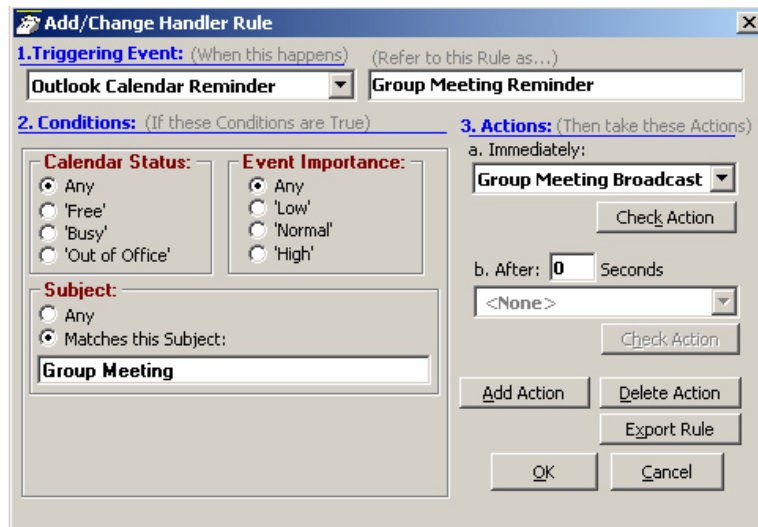 Add/Change Handler Rule
1.Triggering Event: (When this happens)
(Refer to this Rule as...)
Outlook Calendar Reminder
Group Meeting Reminder
2. Conditions: (If these Conditions are True)
Calendar Status:
Any
'Free'
'Busy'
'Out of Office'
Event Importance:
Any
'Low'
'Normal'
'High'
Subject:
Any
Matches this Subject:
Group Meeting
3. Actions: (Then take these Actions)
a. Immediately:
Group Meeting Broadcast
Check Action
b. After: 0 Seconds
<None>
Check Action
Add Action
Delete Action
Export Rule
OK
Cancel